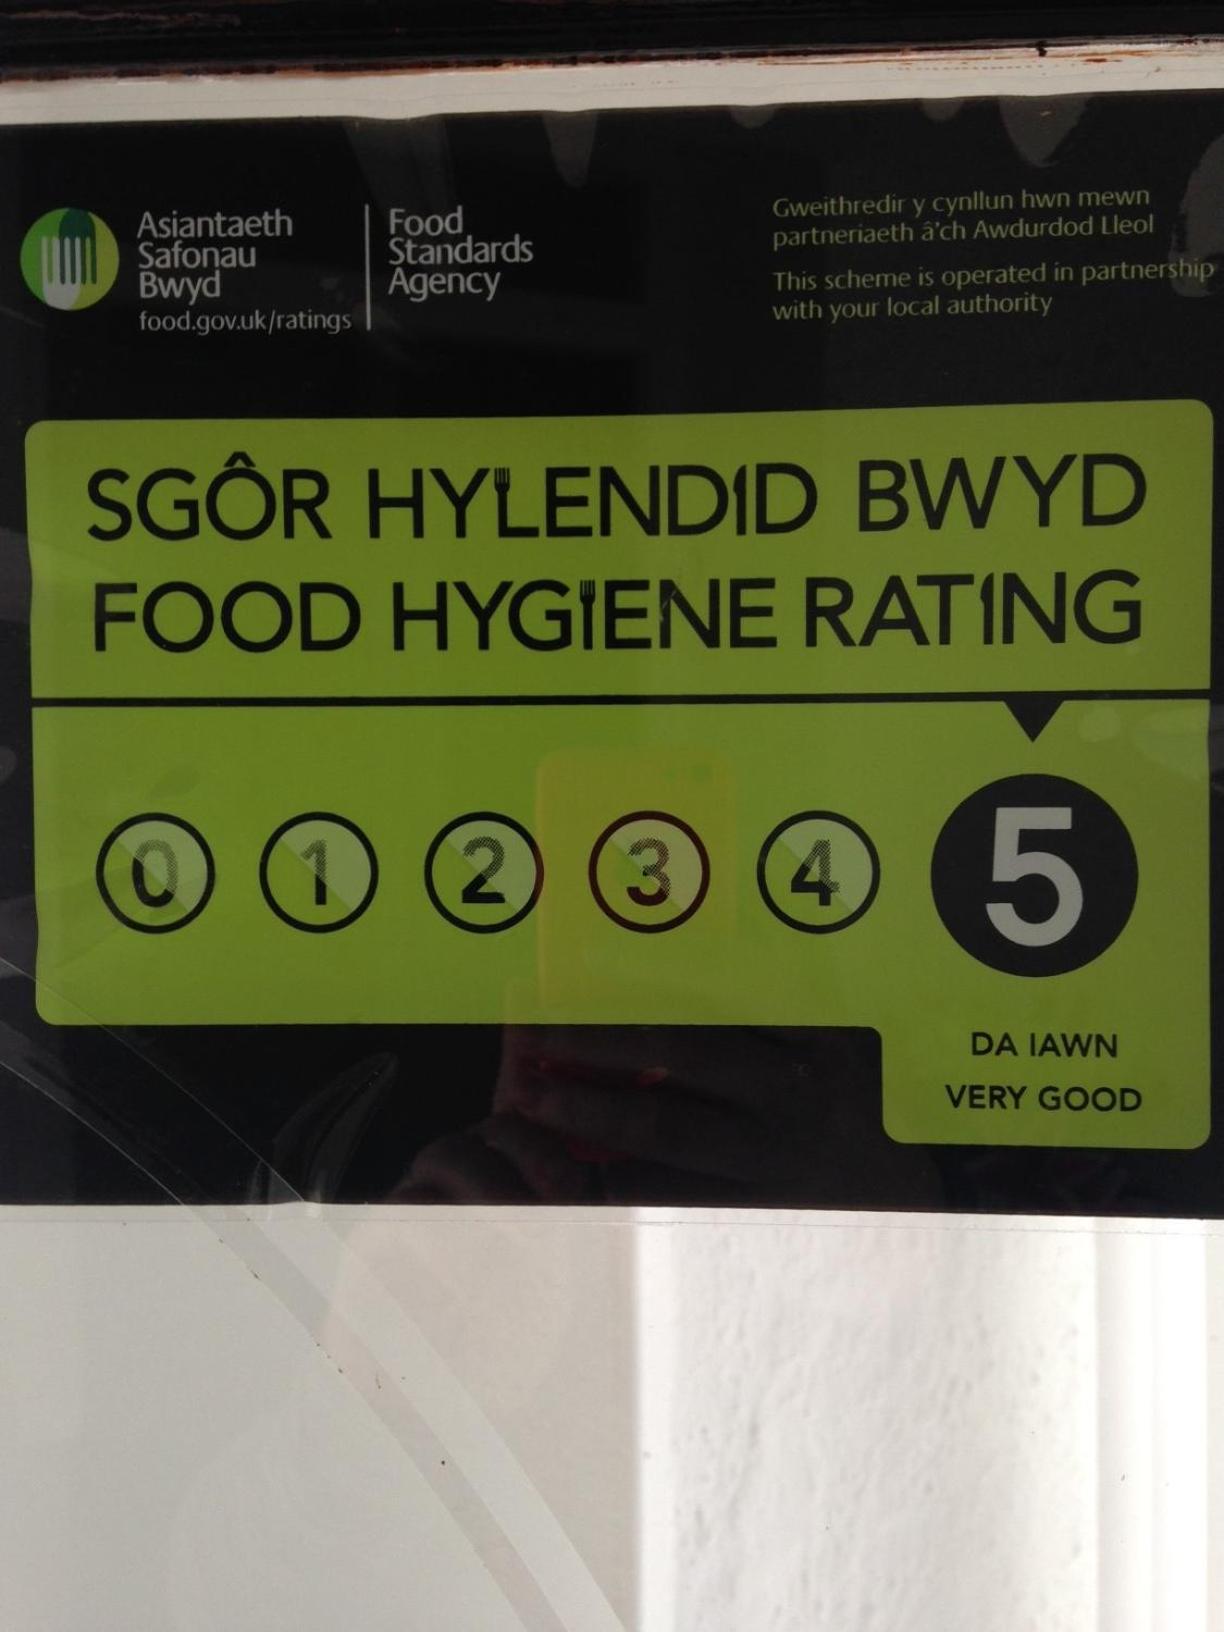 Asiantaeth
Safonau
Bwyd
food.gov.uk/ratings
Food
Standards
Agency
Gweithredir y cynllun hwn mewn
partneriaeth â'ch Awdurdod Lleol
This scheme is operated in partnership
with your local authority
SGÔR HYLENDID BWYD
FOOD HYGIENE RATING
0 1 2 3 4 5
DA IAWN
VERY GOOD